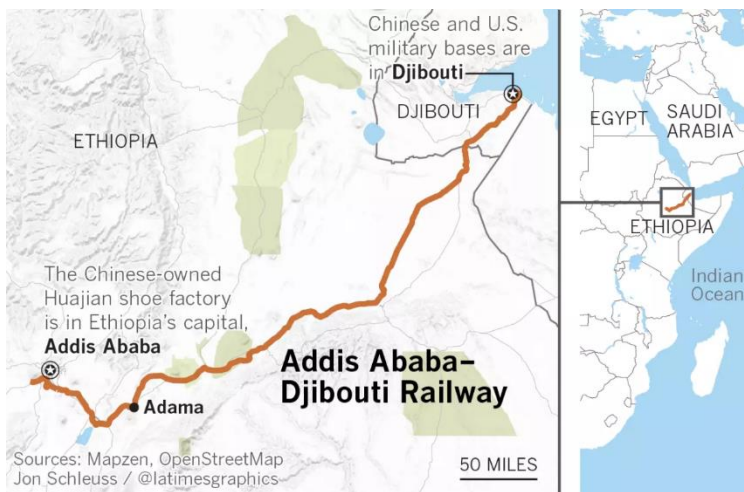 Chinese and U.S.
military bases are
in Djibouti
DJIBOUTI
ETHIOPIA
The Chinese-owned
Huajian shoe factory
is in Ethiopia's capital,
Addis Ababa
Adama
Addis Ababa–
Djibouti Railway
50 MILES
Sources: Mapzen, OpenStreetMap
Jon Schleuss / @latimesgraphics
EGYPT
SAUDI
ARABIA
ETHIOPIA
Indian
Ocean